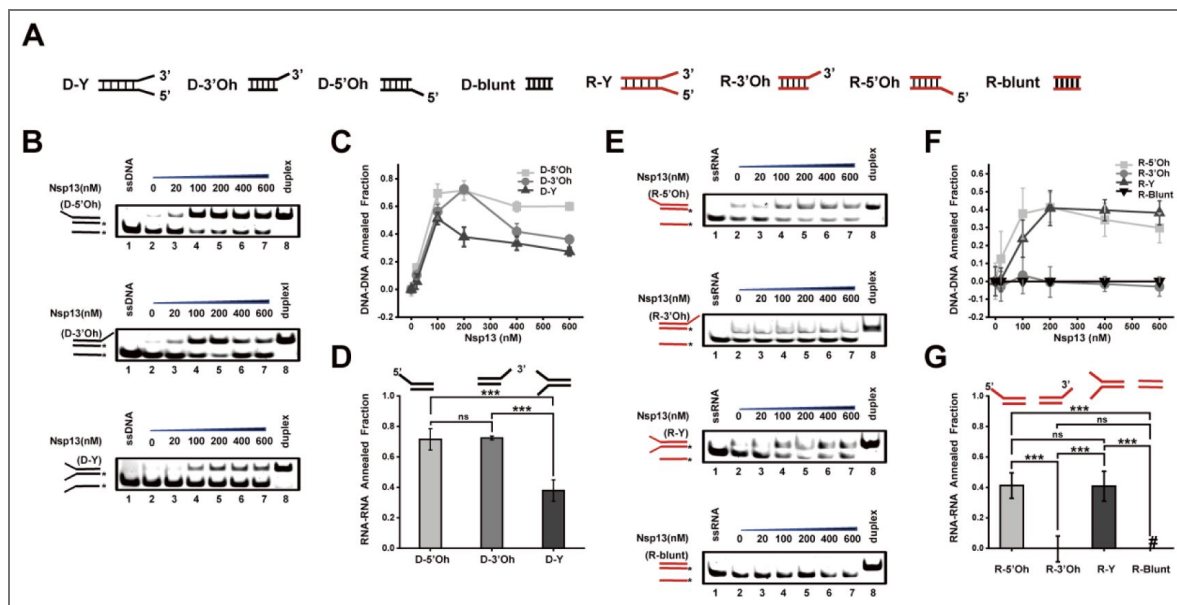 A
D-Y 3’ 5’ D-3’Oh 3’ D-5’Oh 5’ D-blunt R-Y 3’ 5’ R-3’Oh 3’ R-5’Oh 5’ R-blunt
B
ssDNA duplex
Nsp13(nM) 0 20 100 200 400 600
(D-5’Oh)
* *
1 2 3 4 5 6 7 8
ssDNA duplexl
Nsp13(nM) 0 20 100 200 400 600
(D-3’Oh)
* *
1 2 3 4 5 6 7 8
ssDNA duplex
Nsp13(nM) 0 20 100 200 400 600
(D-Y)
* *
1 2 3 4 5 6 7 8
C
DNA-DNA Annealed Fraction
D-5'Oh
D-3'Oh
D-Y
1.0
0.8
0.6
0.4
0.2
0.0
0 100 200 300 400 500 600
Nsp13 (nM)
D
5’ 3’
RNA-RNA Annealed Fraction
***
ns ***
1.0
0.8
0.6
0.4
0.2
0.0
D-5'Oh D-3'Oh D-Y
E
ssRNA duplex
Nsp13(nM) 0 20 100 200 400 600
(R-5’Oh)
* *
1 2 3 4 5 6 7 8
ssRNA duplex
Nsp13(nM) 0 20 100 200 400 600
(R-3’Oh)
* *
1 2 3 4 5 6 7 8
ssRNA duplex
Nsp13(nM) 0 20 100 200 400 600
(R-Y)
* *
1 2 3 4 5 6 7 8
ssRNA duplex
Nsp13(nM) 0 20 100 200 400 600
(R-blunt)
* *
1 2 3 4 5 6 7 8
F
DNA-DNA Annealed Fraction
R-5'Oh
R-3'Oh
R-Y
R-Blunt
1.0
0.8
0.6
0.4
0.2
0.1
0.0
-0.1
0 100 200 300 400 500 600
Nsp13 (nM)
G
5’ 3’
RNA-RNA Annealed Fraction
***
ns
ns
*** *** ***
1.0
0.8
0.6
0.4
0.2
0.0
#
R-5'Oh R-3'Oh R-Y R-Blunt